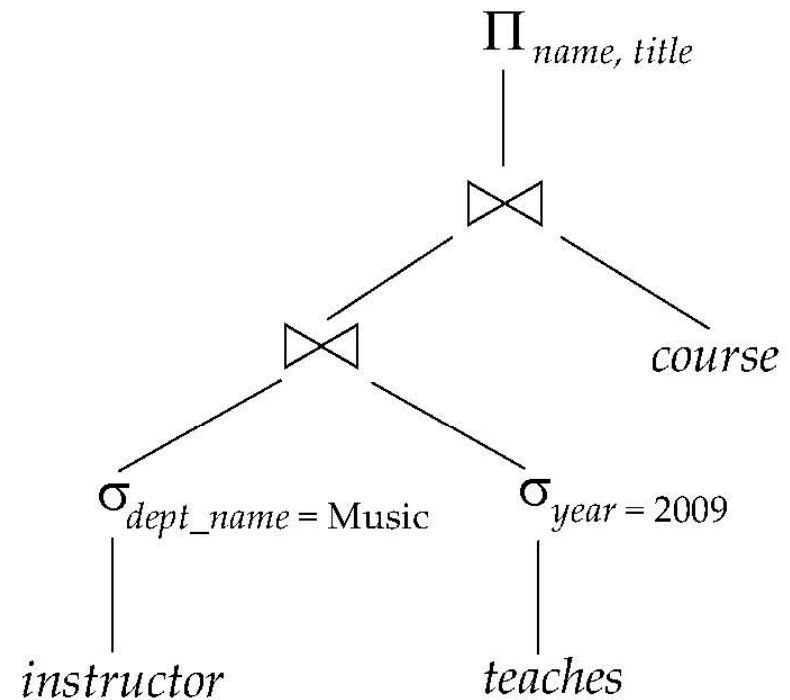 Π name, title
⋈
⋈
course
σ dept_name = Music
σ year = 2009
instructor
teaches